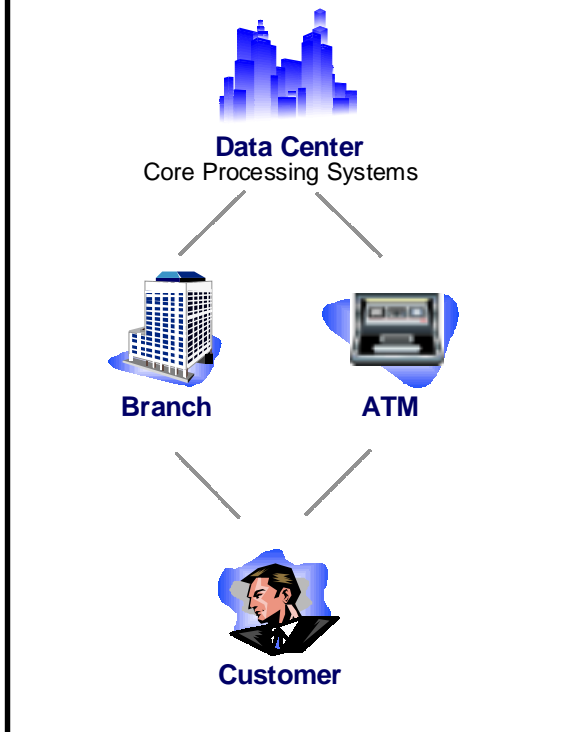 Data Center
Core Processing Systems
Branch
ATM
Customer